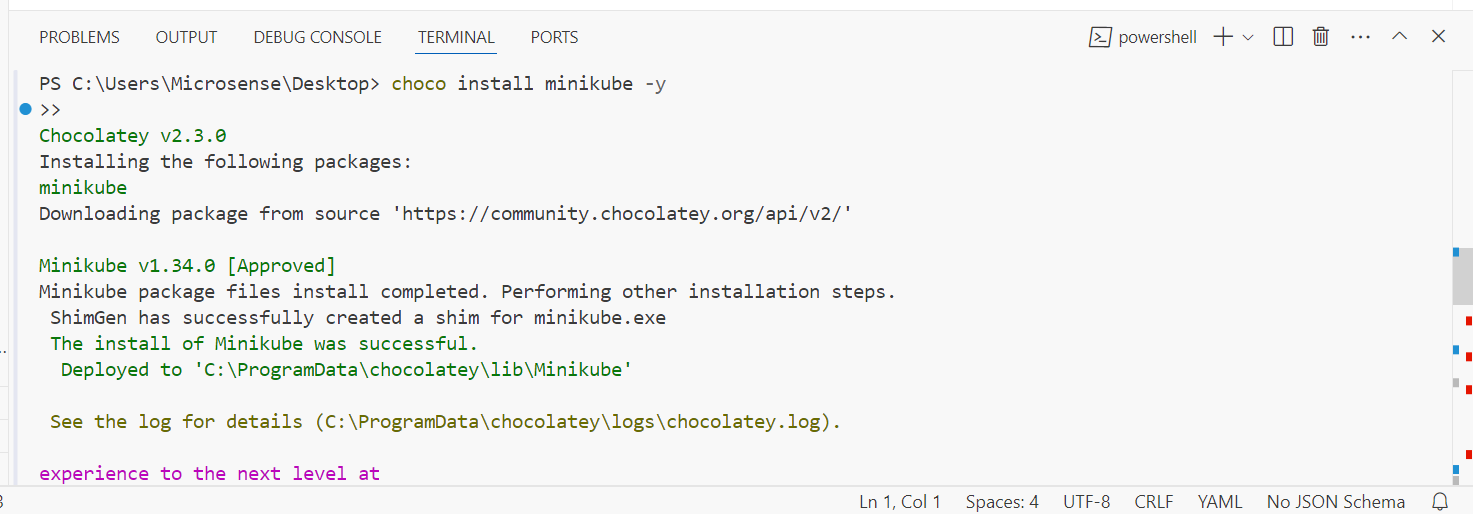 PROBLEMS OUTPUT DEBUG CONSOLE TERMINAL PORTS powershell
PS C:\Users\Microsense\Desktop> choco install minikube -y
>>
Chocolatey v2.3.0
Installing the following packages:
minikube
Downloading package from source 'https://community.chocolatey.org/api/v2/'
Minikube v1.34.0 [Approved]
Minikube package files install completed. Performing other installation steps.
ShimGen has successfully created a shim for minikube.exe
The install of Minikube was successful.
Deployed to 'C:\ProgramData\chocolatey\lib\Minikube'
See the log for details (C:\ProgramData\chocolatey\logs\chocolatey.log).
experience to the next level at
Ln 1, Col 1 Spaces: 4 UTF-8 CRLF YAML No JSON Schema